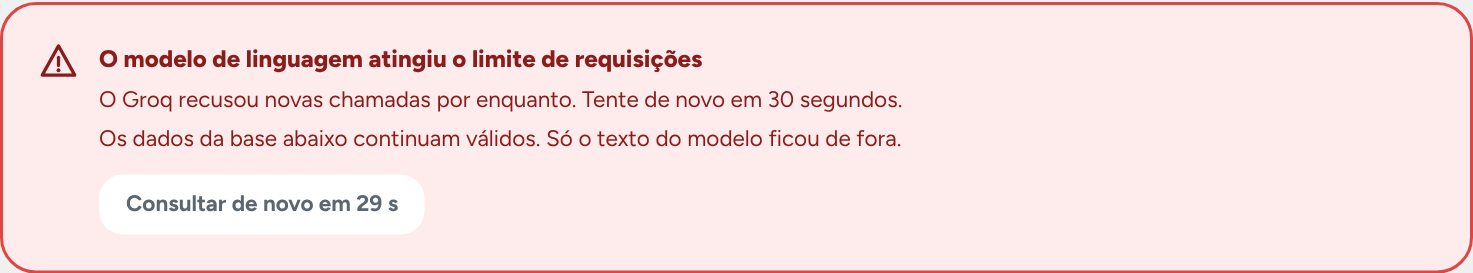 O modelo de linguagem atingiu o limite de requisições
O Groq recusou novas chamadas por enquanto. Tente de novo em 30 segundos.
Os dados da base abaixo continuam válidos. Só o texto do modelo ficou de fora.
Consultar de novo em 29 s